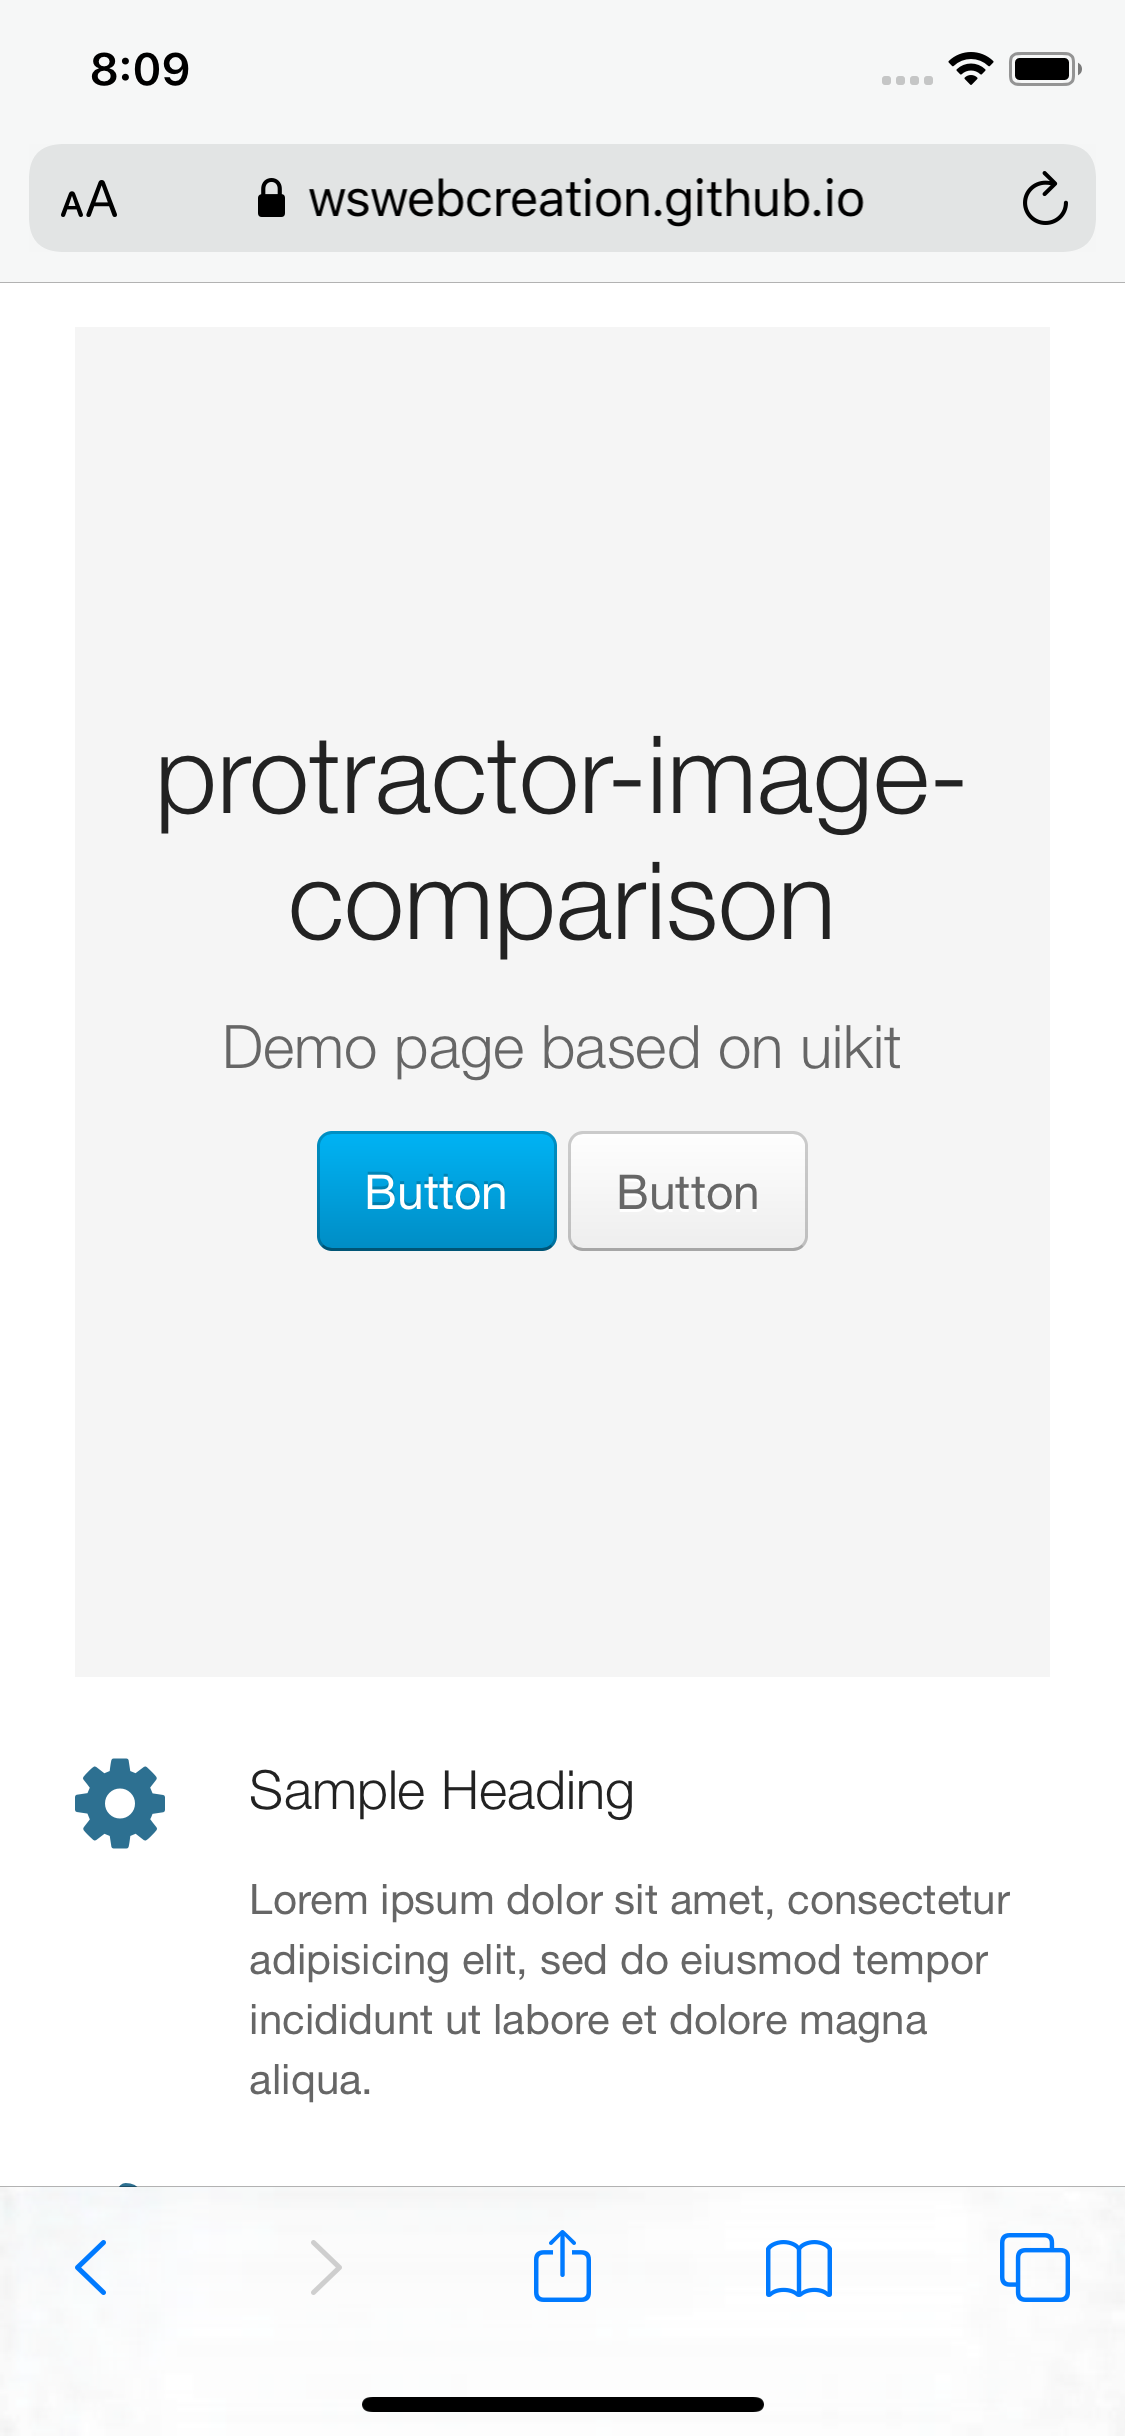 8:09
AA
wswebcreation.github.io
protractor-image-
comparison
Demo page based on uikit
Button
Button
Sample Heading
Lorem ipsum dolor sit amet, consectetur
adipisicing elit, sed do eiusmod tempor
incididunt ut labore et dolore magna
aliqua.